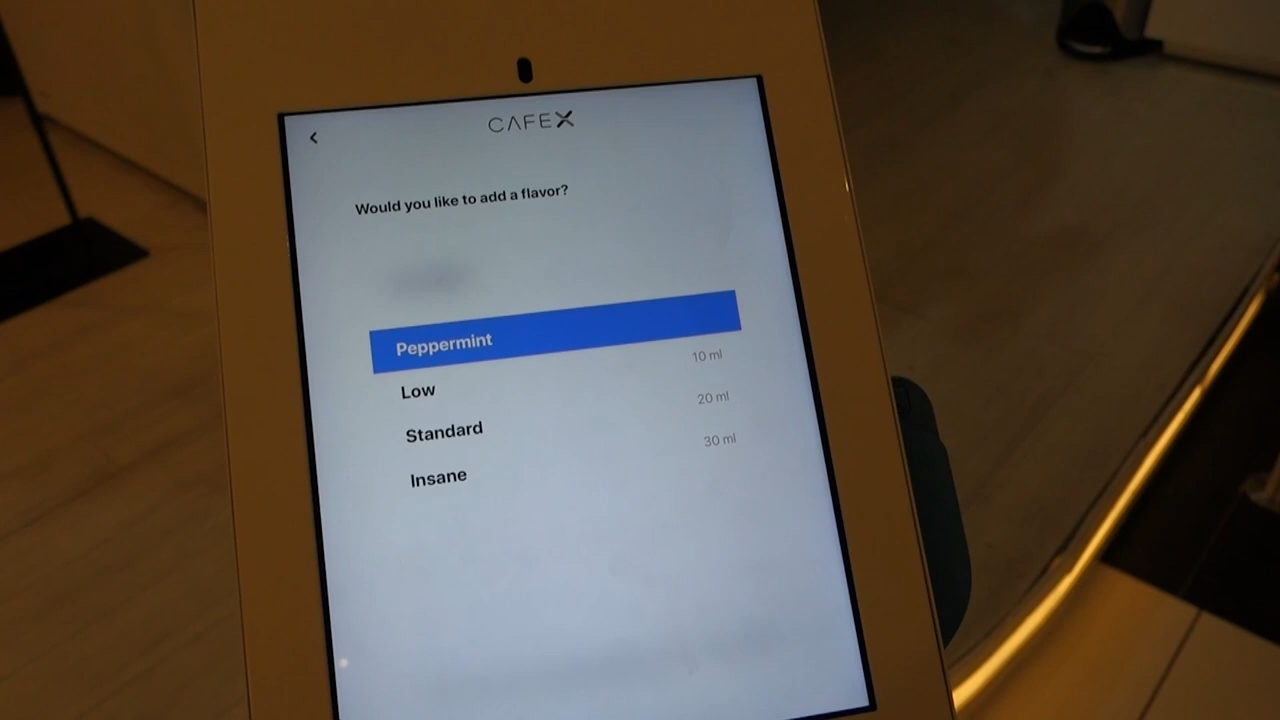 CAFEX
Would you like to add a flavor?
Peppermint
Low 10 ml
Standard 20 ml
Insane 30 ml